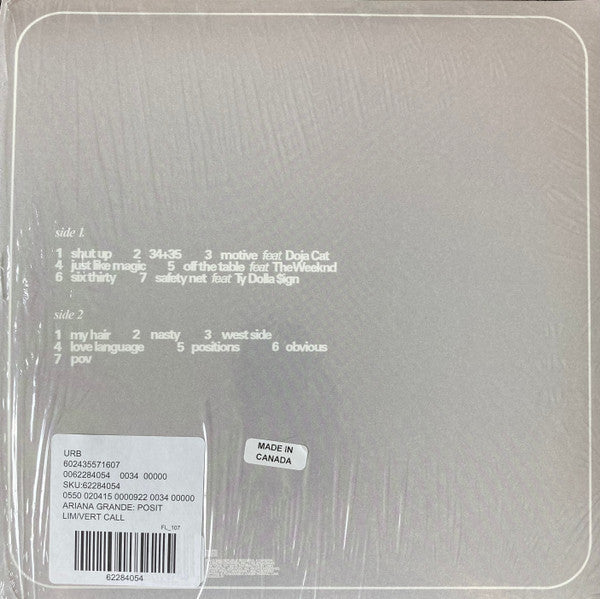 side 1.
1 shut up 2 34+35 3 motive feat Doja Cat
4 just like magic 5 off the table feat The Weeknd
6 six thirty 7 safety net feat Ty Dolla $ign
side 2
1 my hair 2 nasty 3 west side
4 love language 5 positions 6 obvious
7 pov
MADE IN
CANADA
URB
602435571607
0062284054 0034 00000
SKU:62284054
0550 020415 0000922 0034 00000
ARIANA GRANDE: POSIT
LIM/VERT CALL
FL_107
62284054